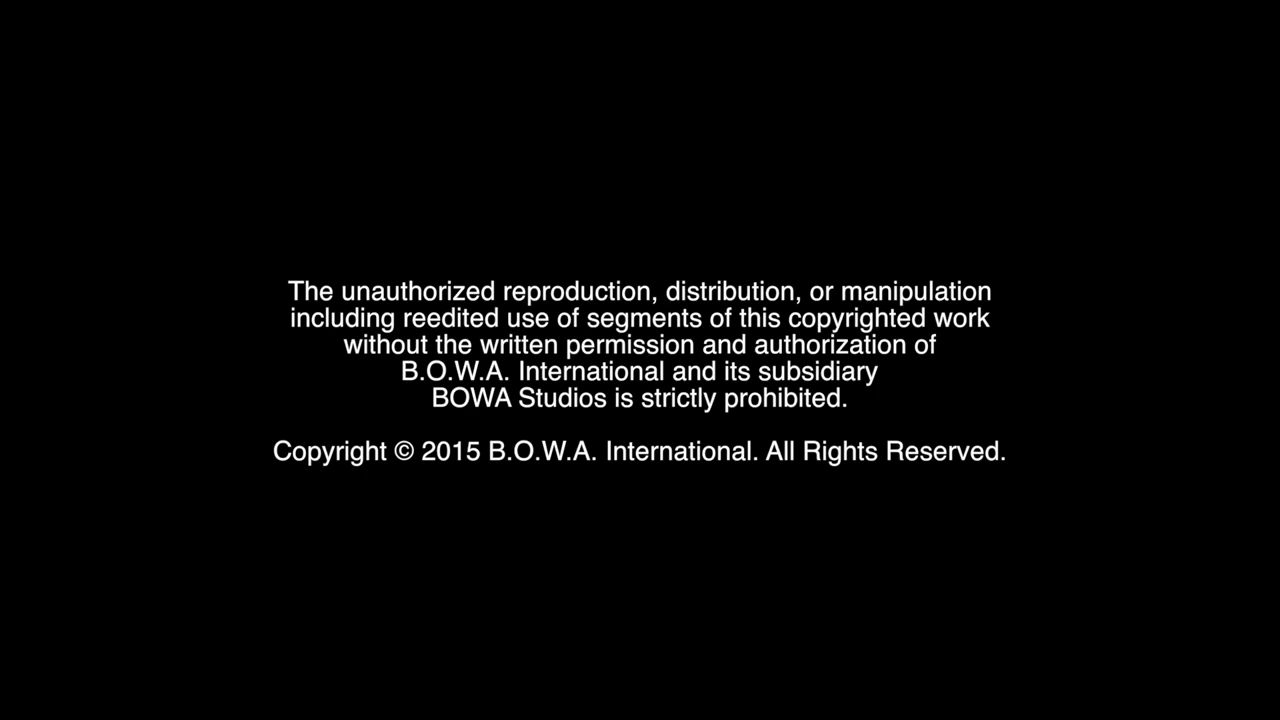 The unauthorized reproduction, distribution, or manipulation
including reedited use of segments of this copyrighted work
without the written permission and authorization of
B.O.W.A. International and its subsidiary
BOWA Studios is strictly prohibited.
Copyright © 2015 B.O.W.A. International. All Rights Reserved.